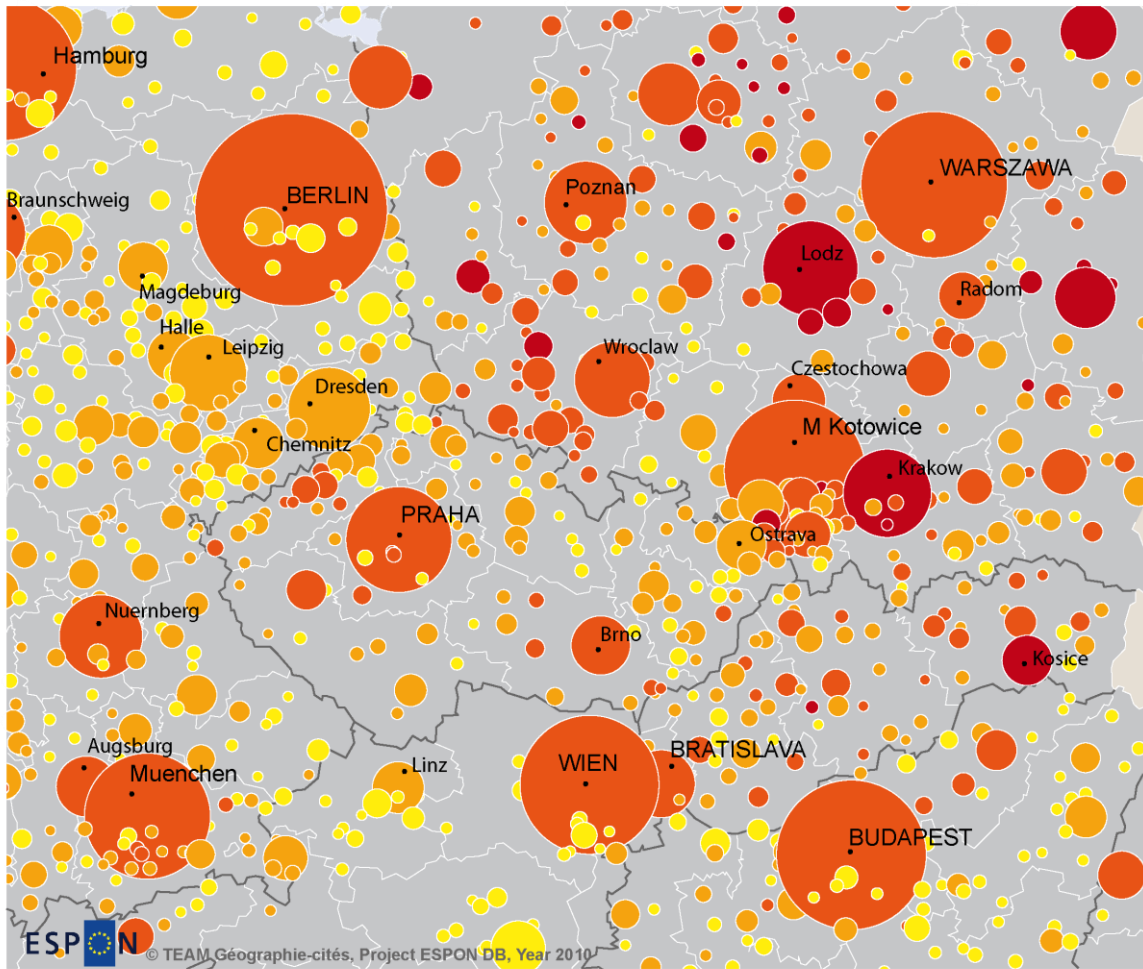 Hamburg
WARSZAWA
BERLIN
Poznan
Braunschweig
Lodz
Magdeburg
Radom
Halle
Leipzig
Wroclaw
Czestochowa
Dresden
M Kotowice
Chemnitz
Krakow
PRAHA
Ostrava
Nuernberg
Brno
Kosice
Augsburg
BRATISLAVA
WIEN
Linz
Muenchen
BUDAPEST
ESPON
© TEAM Géographie-cités, Project ESPON DB, Year 2010